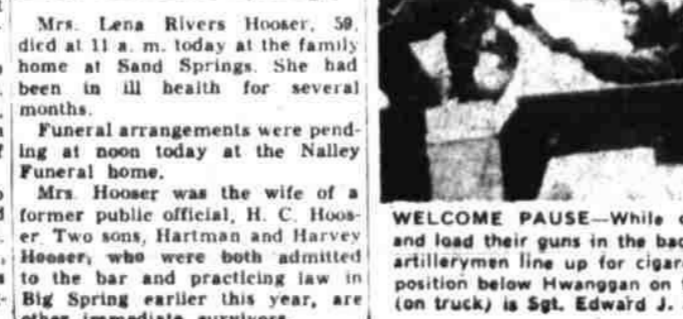 Mrs. Lena Rivers Hooser, 59,
died at 11 a. m. today at the family
home at Sand Springs. She had
been in ill health for several
months.
Funeral arrangements were pend-
ing at noon today at the Nalley
Funeral home.
Mrs. Hooser was the wife of a
former public official, H. C. Hoos-
er. Two sons, Hartman and Harvey
Hooser, who were both admitted
to the bar and practicing law in
Big Spring earlier this year, are
other immediate survivors.
WELCOME PAUSE—While
and load their guns in the
artillerymen line up for
position below Hwanggan on
(on truck) is Sgt. Edward J.